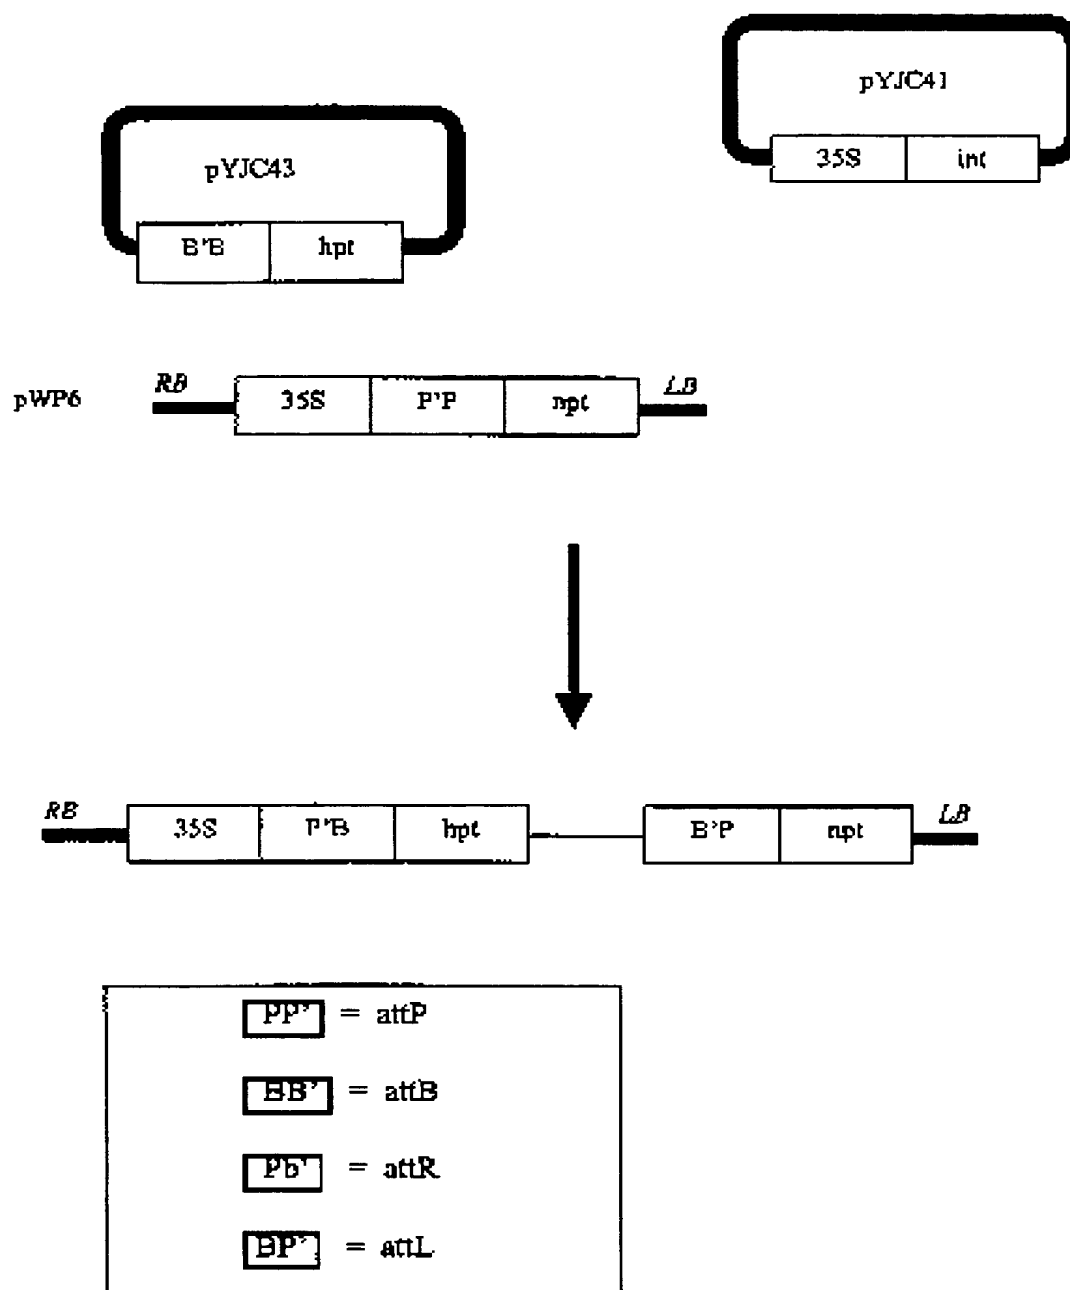 pYJC41
35S int
pYJC43
B'B hpt
pWP6 RB 35S P'P npt LB
RB 35S P'B hpt B'P npt LB
PP' = attP
BB' = attB
Pb' = attR
BP' = attL